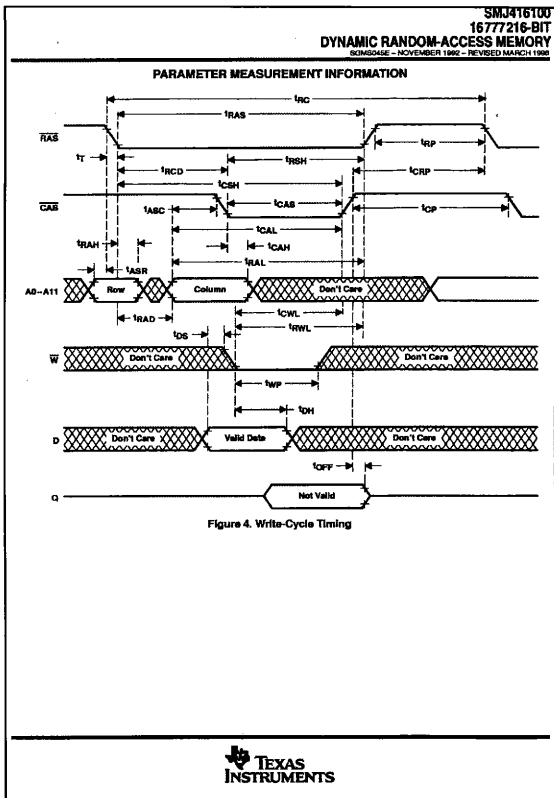 SMJ416100
16777216-BIT
DYNAMIC RANDOM-ACCESS MEMORY
SGMS045E – NOVEMBER 1992 – REVISED MARCH 1996
PARAMETER MEASUREMENT INFORMATION
tRC
tRAS
RAS
tRP
tT
tRSH
tRCD
tCRP
tCSH
CAS
tASC
tCAS
tCP
tCAL
tRAH
tCAH
tASR
tRAL
A0–A11
Row
Column
Don't Care
tCWL
tRAD
tRWL
tDS
W
Don't Care
Don't Care
tWP
tDH
D
Don't Care
Valid Data
Don't Care
tOFF
Q
Not Valid
Figure 4. Write-Cycle Timing
TEXAS
INSTRUMENTS